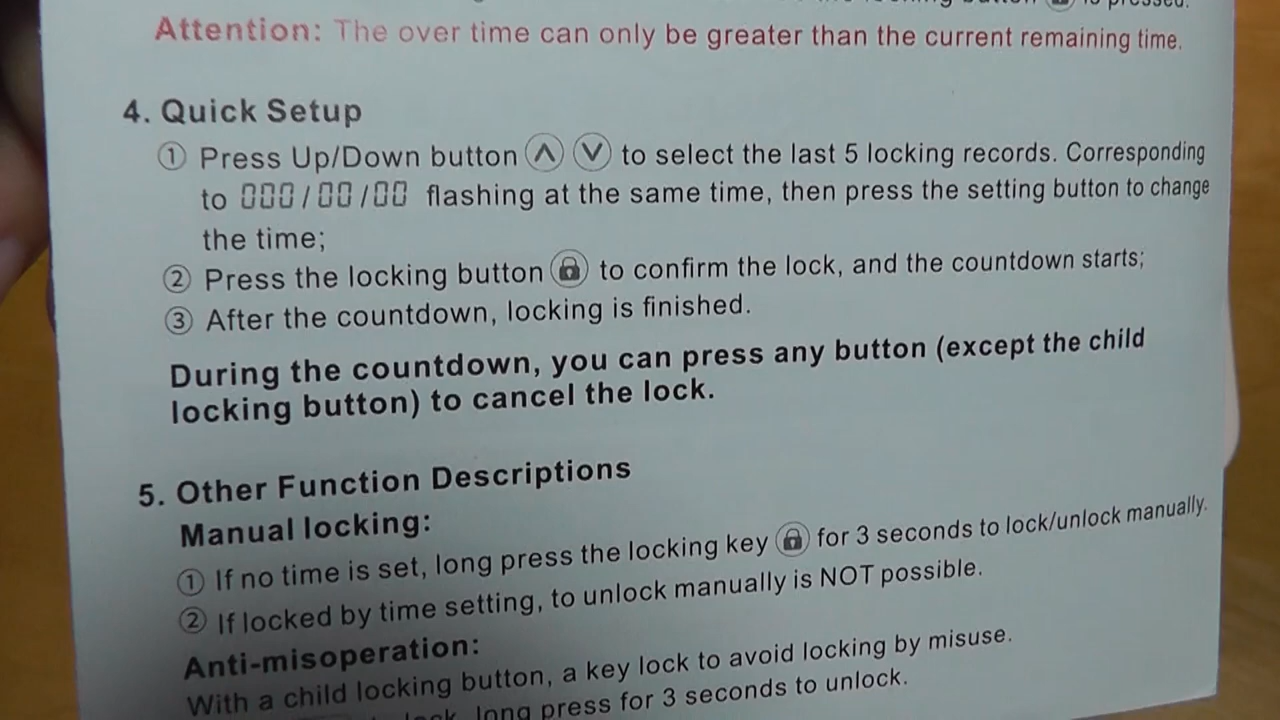 is pressed.
Attention: The over time can only be greater than the current remaining time.
4. Quick Setup
① Press Up/Down button to select the last 5 locking records. Corresponding
to 000/00/00 flashing at the same time, then press the setting button to change
the time;
② Press the locking button to confirm the lock, and the countdown starts;
③ After the countdown, locking is finished.
During the countdown, you can press any button (except the child
locking button) to cancel the lock.
5. Other Function Descriptions
Manual locking:
① If no time is set, long press the locking key for 3 seconds to lock/unlock manually.
② If locked by time setting, to unlock manually is NOT possible.
Anti-misoperation:
With a child locking button, a key lock to avoid locking by misuse.
long press for 3 seconds to unlock.